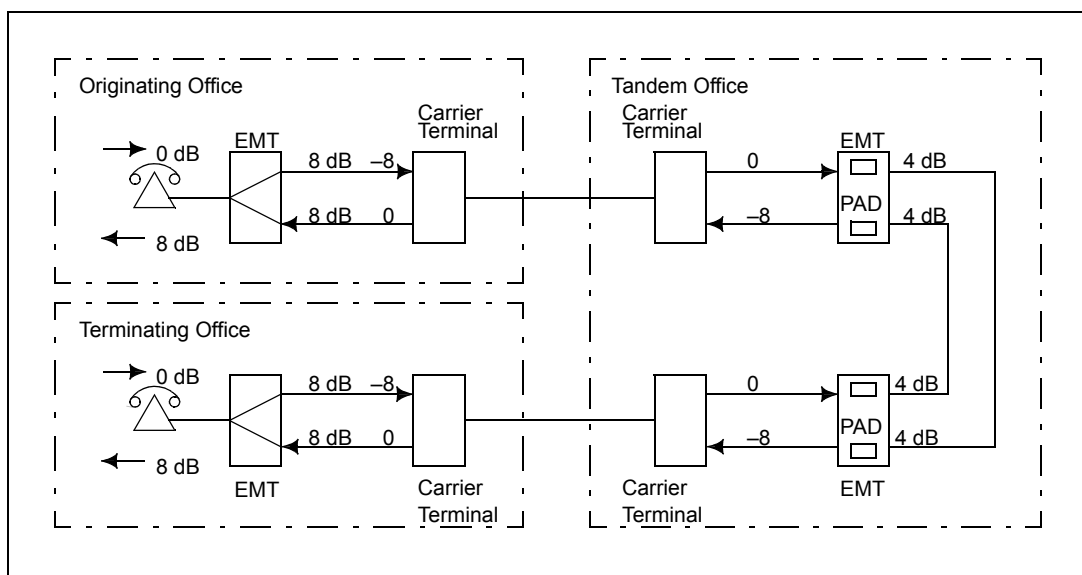 Originating Office
Carrier
Terminal
EMT
0 dB
8 dB –8
8 dB 0
8 dB
Tandem Office
Carrier
Terminal
EMT
0
4 dB
PAD
–8
4 dB
Terminating Office
0 dB
8 dB –8
8 dB 0
8 dB
EMT
Carrier
Terminal
0
4 dB
PAD
–8
4 dB
Carrier
Terminal
EMT